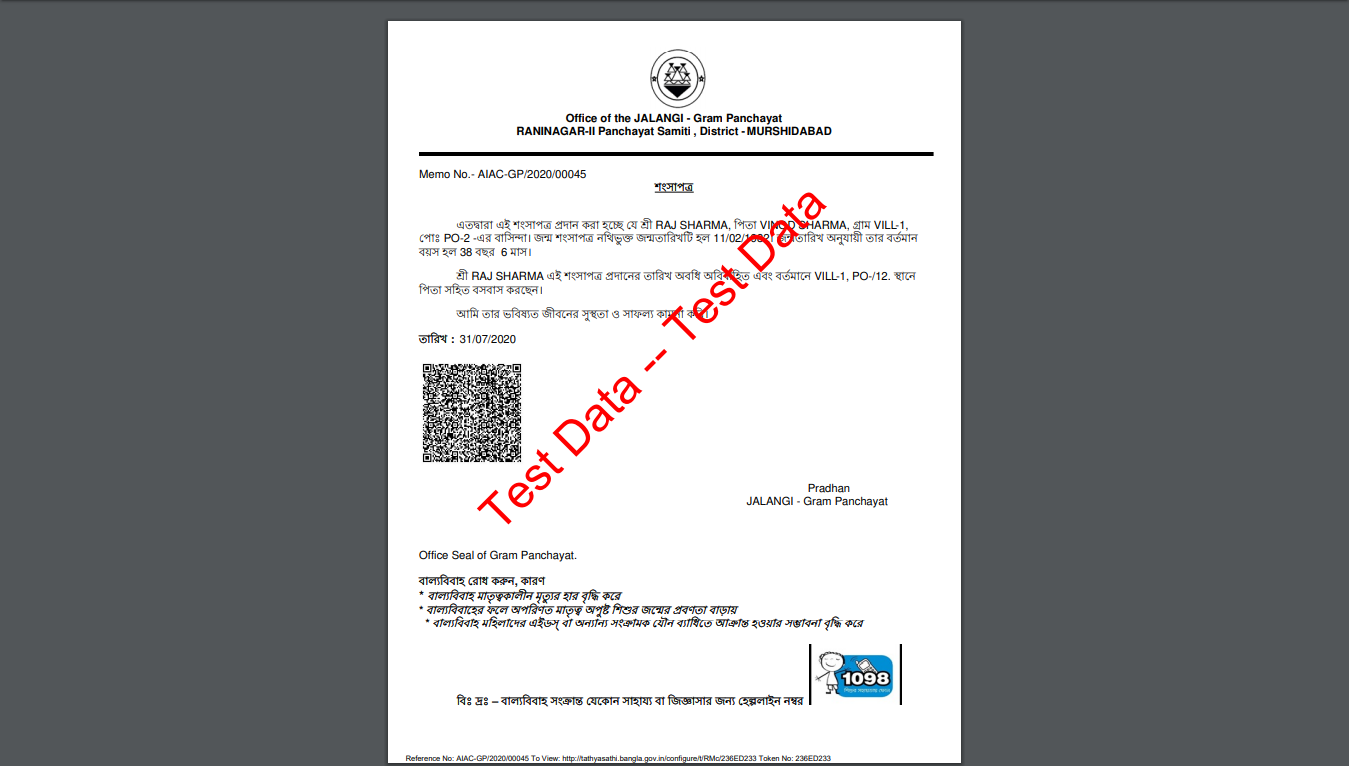 Office of the JALANGI - Gram Panchayat
RANINAGAR-II Panchayat Samiti , District - MURSHIDABAD
Memo No.- AIAC-GP/2020/00045
শংসাপত্র
এতদ্বারা এই শংসাপত্র প্রদান করা হচ্ছে যে শ্রী RAJ SHARMA, পিতা VINOD SHARMA, গ্রাম VILL-1,
পোঃ PO-2 -এর বাসিন্দা। জন্ম শংসাপত্র নথিভুক্ত জন্মতারিখটি হল 11/02/1982। জন্মতারিখ অনুযায়ী তার বর্তমান
বয়স হল 38 বছর 6 মাস।
শ্রী RAJ SHARMA এই শংসাপত্র প্রদানের তারিখ অবধি অবিবাহিত এবং বর্তমানে VILL-1, PO-/12. স্থানে
পিতা সহিত বসবাস করছেন।
আমি তার ভবিষ্যত জীবনের সুস্থতা ও সাফল্য কামনা করি।
তারিখ : 31/07/2020
Test Data -- Test Data
Pradhan
JALANGI - Gram Panchayat
Office Seal of Gram Panchayat.
বাল্যবিবাহ রোধ করুন, কারণ
* বাল্যবিবাহ মাতৃত্বকালীন মৃত্যুর হার বৃদ্ধি করে
* বাল্যবিবাহের ফলে অপরিণত মাতৃত্ব অপুষ্ট শিশুর জন্মের প্রবণতা বাড়ায়
* বাল্যবিবাহ মহিলাদের এইডস্ বা অন্যান্য সংক্রামক যৌন ব্যাধিতে আক্রান্ত হওয়ার সম্ভাবনা বৃদ্ধি করে
1098
বিঃ দ্রঃ – বাল্যবিবাহ সংক্রান্ত যেকোন সাহায্য বা জিজ্ঞাসার জন্য হেল্পলাইন নম্বর
Reference No: AIAC-GP/2020/00045 To View: http://tathyasathi.bangla.gov.in/configure/t/RMc/236ED233 Token No: 236ED233